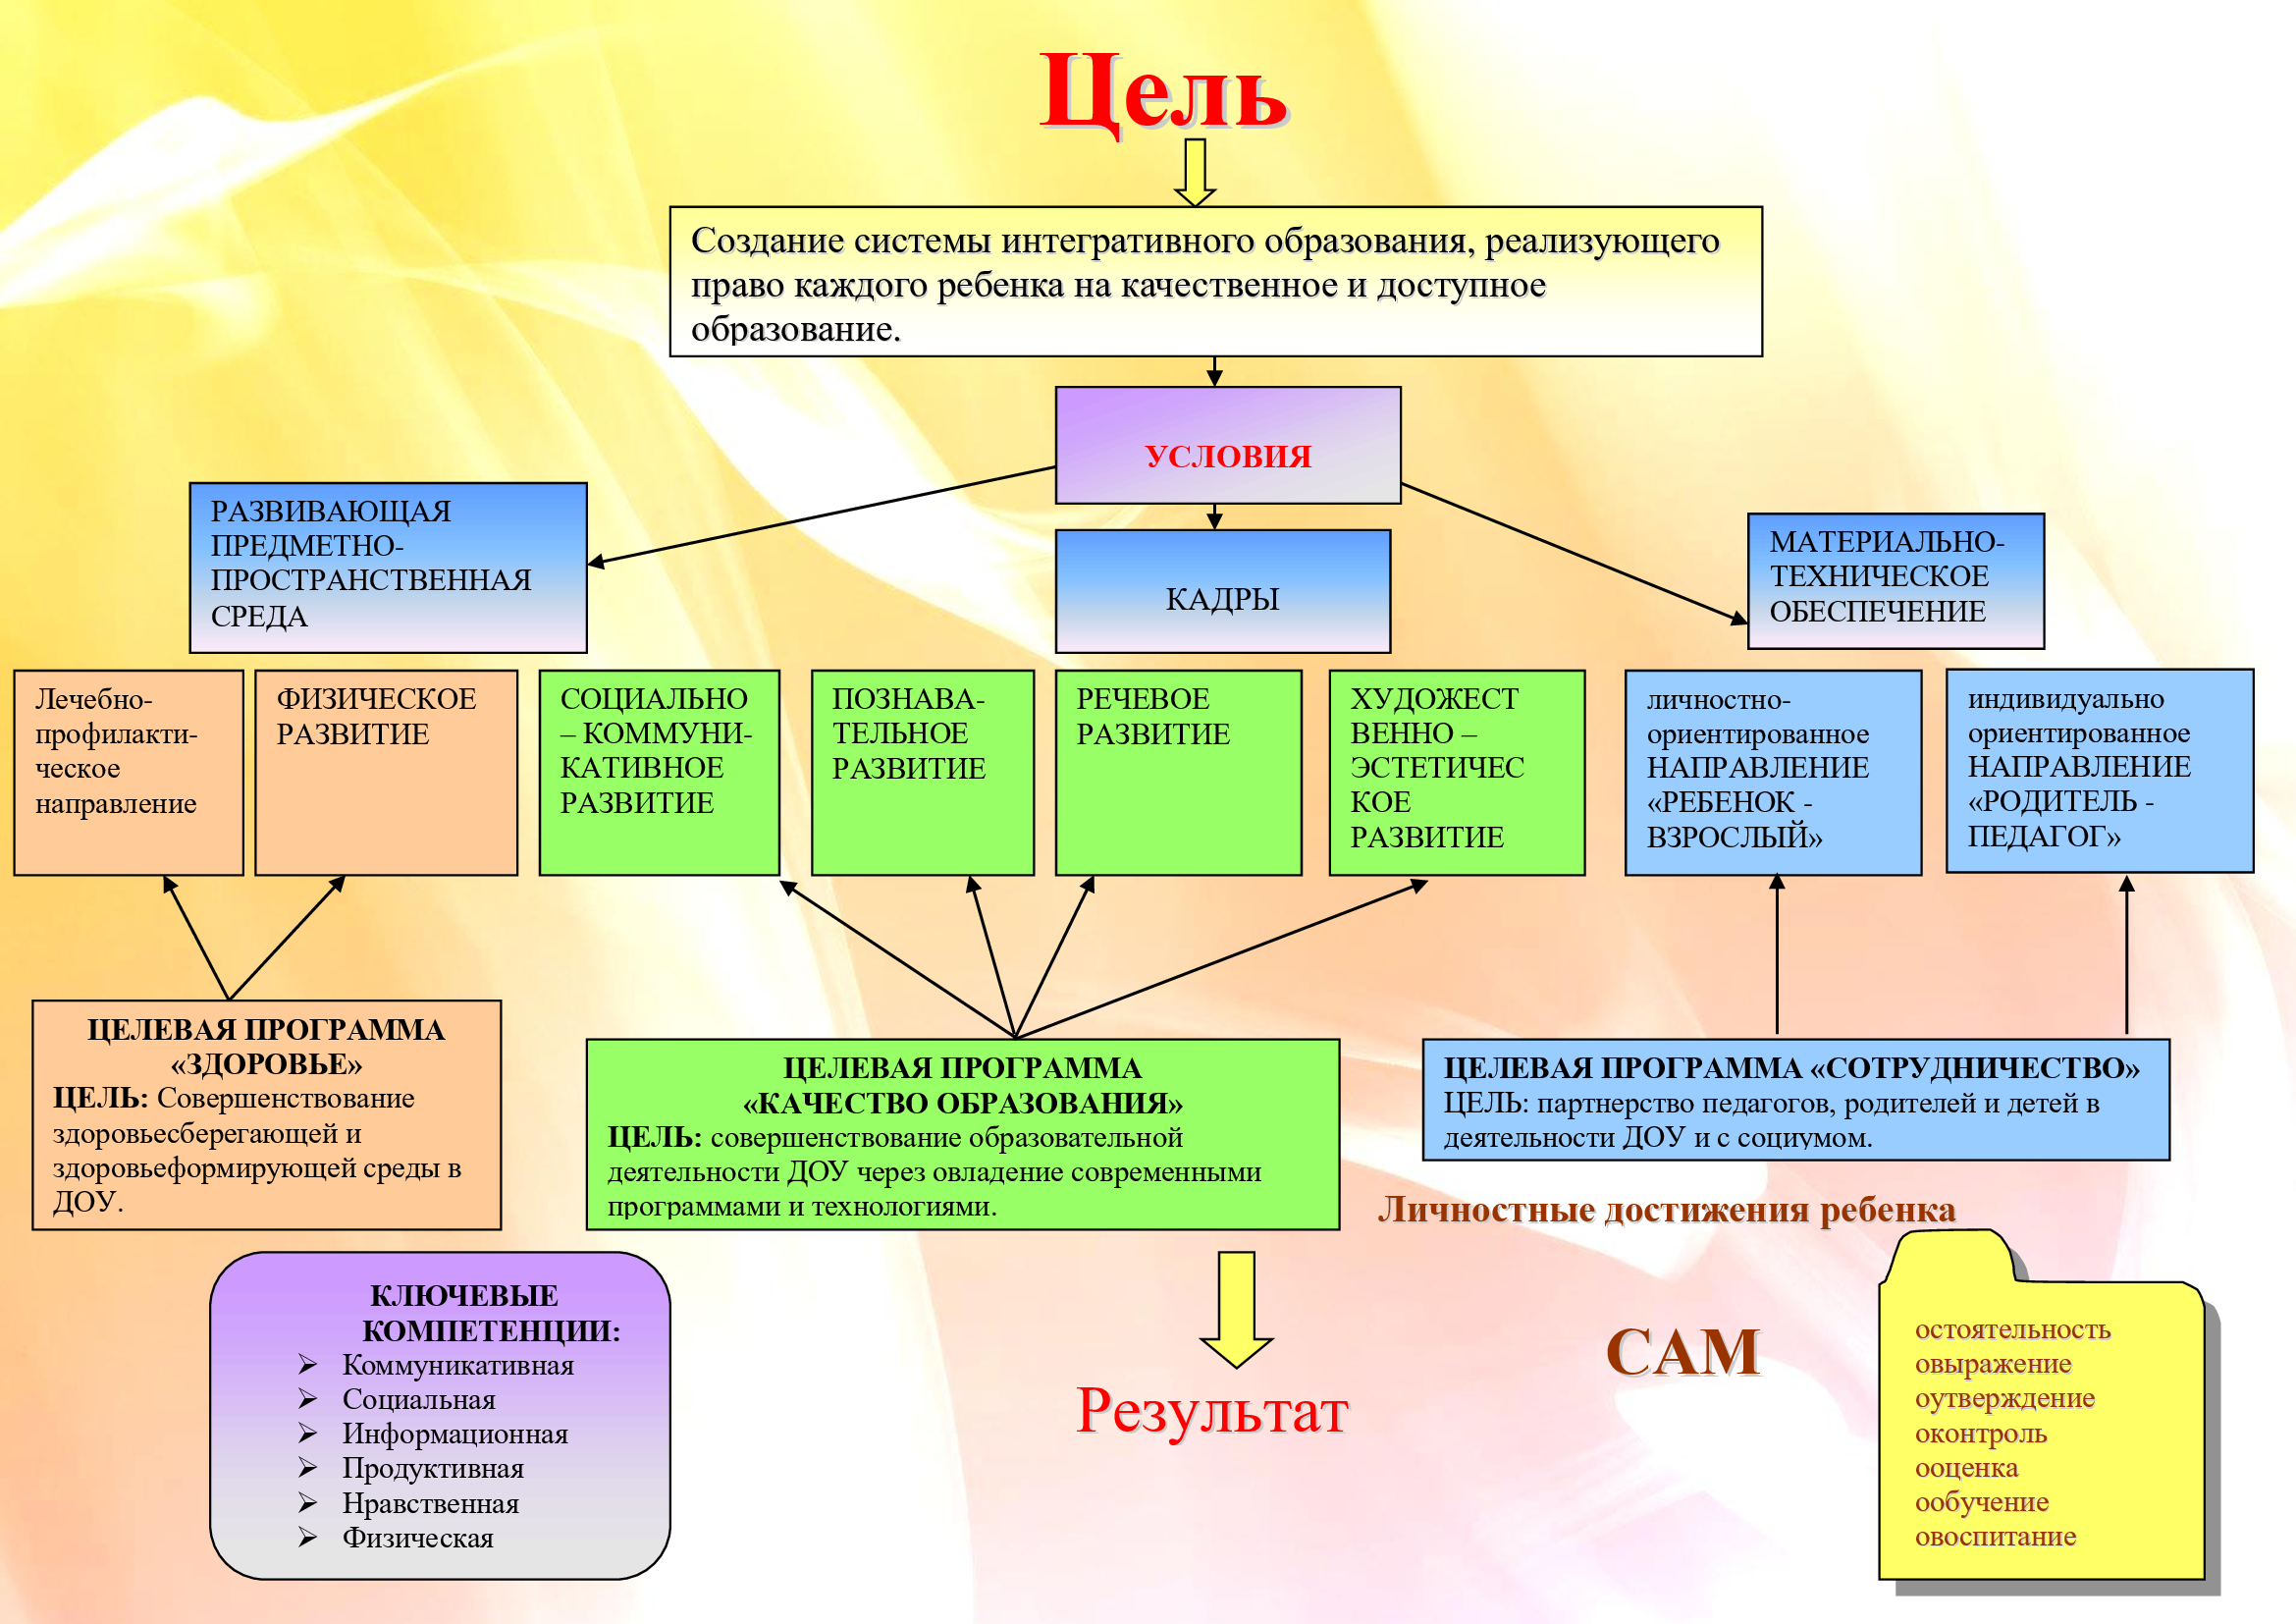 Цель
Создание системы интегративного образования, реализующего
право каждого ребенка на качественное и доступное
образование.
УСЛОВИЯ
РАЗВИВАЮЩАЯ
ПРЕДМЕТНО-
ПРОСТРАНСТВЕННАЯ
СРЕДА
КАДРЫ
МАТЕРИАЛЬНО-
ТЕХНИЧЕСКОЕ
ОБЕСПЕЧЕНИЕ
Лечебно-
профилакти-
ческое
направление
ФИЗИЧЕСКОЕ
РАЗВИТИЕ
СОЦИАЛЬНО
– КОММУНИ-
КАТИВНОЕ
РАЗВИТИЕ
ПОЗНАВА-
ТЕЛЬНОЕ
РАЗВИТИЕ
РЕЧЕВОЕ
РАЗВИТИЕ
ХУДОЖЕСТ
ВЕННО –
ЭСТЕТИЧЕС
КОЕ
РАЗВИТИЕ
личностно-
ориентированное
НАПРАВЛЕНИЕ
«РЕБЕНОК -
ВЗРОСЛЫЙ»
индивидуально
ориентированное
НАПРАВЛЕНИЕ
«РОДИТЕЛЬ -
ПЕДАГОГ»
ЦЕЛЕВАЯ ПРОГРАММА
«ЗДОРОВЬЕ»
ЦЕЛЬ: Совершенствование
здоровьесберегающей и
здоровьеформирующей среды в
ДОУ.
ЦЕЛЕВАЯ ПРОГРАММА
«КАЧЕСТВО ОБРАЗОВАНИЯ»
ЦЕЛЬ: совершенствование образовательной
деятельности ДОУ через овладение современными
программами и технологиями.
ЦЕЛЕВАЯ ПРОГРАММА «СОТРУДНИЧЕСТВО»
ЦЕЛЬ: партнерство педагогов, родителей и детей в
деятельности ДОУ и с социумом.
Личностные достижения ребенка
КЛЮЧЕВЫЕ
КОМПЕТЕНЦИИ:
Коммуникативная
Социальная
Информационная
Продуктивная
Нравственная
Физическая
Результат
САМ
остоятельность
овыражение
оутверждение
оконтроль
ооценка
ообучение
овоспитание